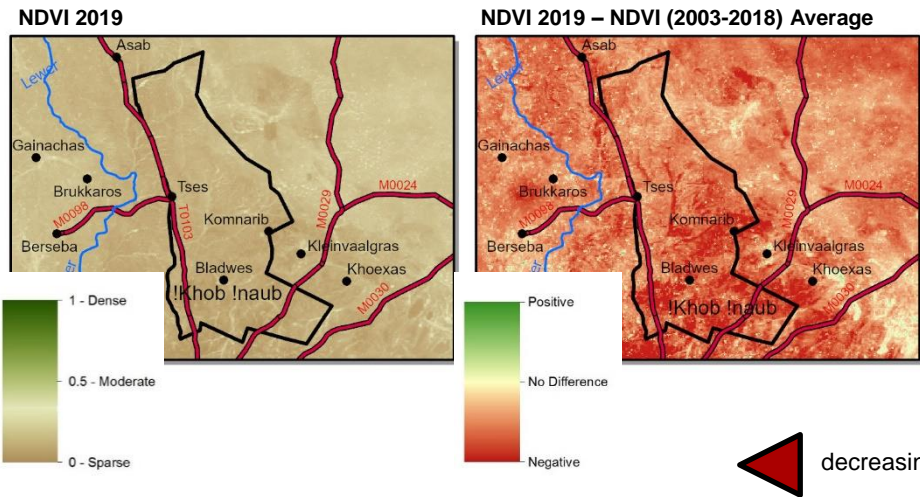 NDVI 2019
Asab
Lewer
Gainachas
Brukkaros
Tses
M0098
T0103
M0029
M0024
Berseba
Komnarib
Kleinvaalgras
Bladwes
Khoexas
!Khob !naub
M0030
1 - Dense
0.5 - Moderate
0 - Sparse
NDVI 2019 – NDVI (2003-2018) Average
Asab
Lewer
Gainachas
Brukkaros
Tses
M0098
M0029
M0024
Berseba
Komnarib
Kleinvaalgras
Bladwes
Khoexas
!Khob !naub
M0030
Positive
No Difference
Negative
decreasin